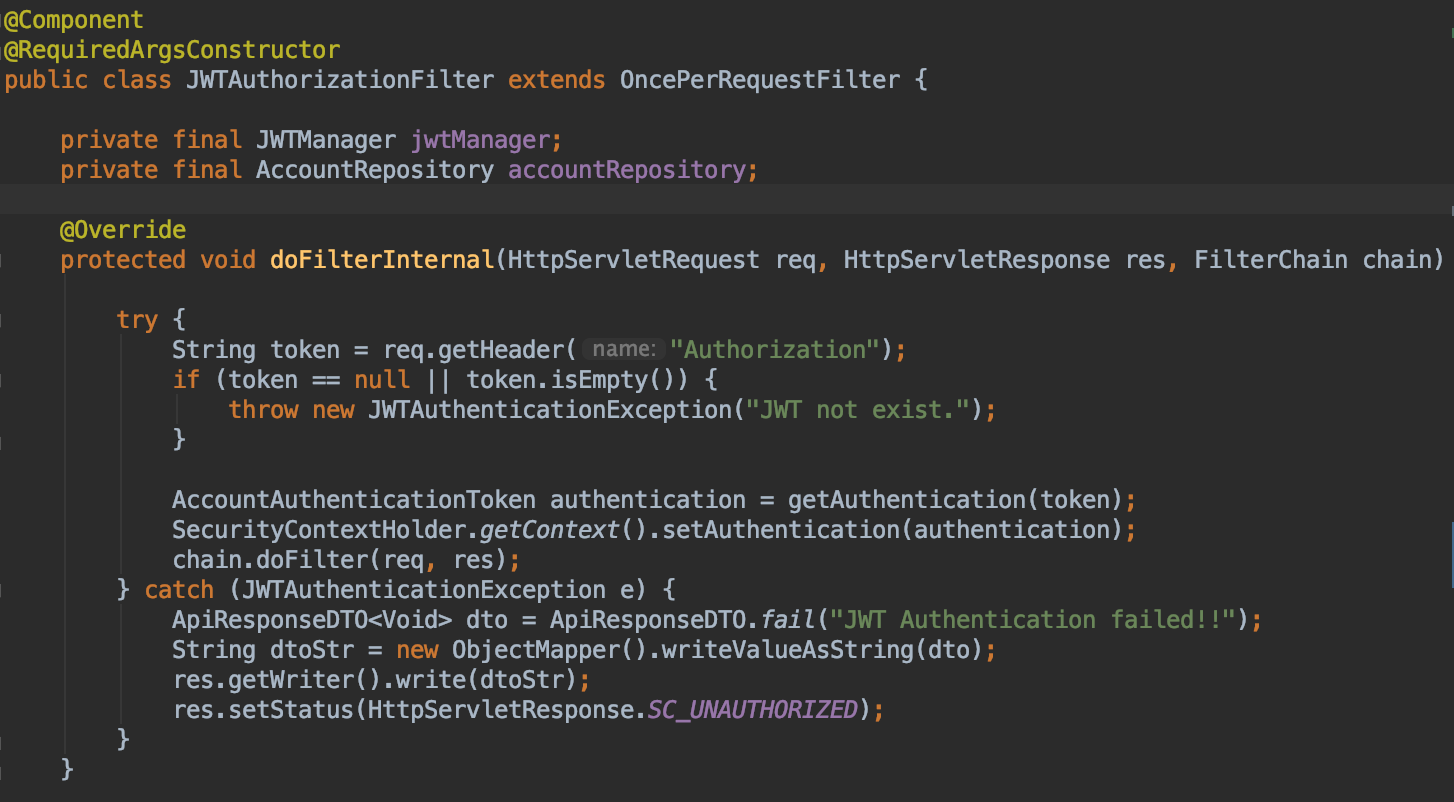 @Component
@RequiredArgsConstructor
public class JWTAuthorizationFilter extends OncePerRequestFilter {
private final JWTManager jwtManager;
private final AccountRepository accountRepository;
@Override
protected void doFilterInternal(HttpServletRequest req, HttpServletResponse res, FilterChain chain)
try {
String token = req.getHeader( name: "Authorization");
if (token == null || token.isEmpty()) {
throw new JWTAuthenticationException("JWT not exist.");
}
AccountAuthenticationToken authentication = getAuthentication(token);
SecurityContextHolder.getContext().setAuthentication(authentication);
chain.doFilter(req, res);
} catch (JWTAuthenticationException e) {
ApiResponseDTO<Void> dto = ApiResponseDTO.fail("JWT Authentication failed!!");
String dtoStr = new ObjectMapper().writeValueAsString(dto);
res.getWriter().write(dtoStr);
res.setStatus(HttpServletResponse.SC_UNAUTHORIZED);
}
}